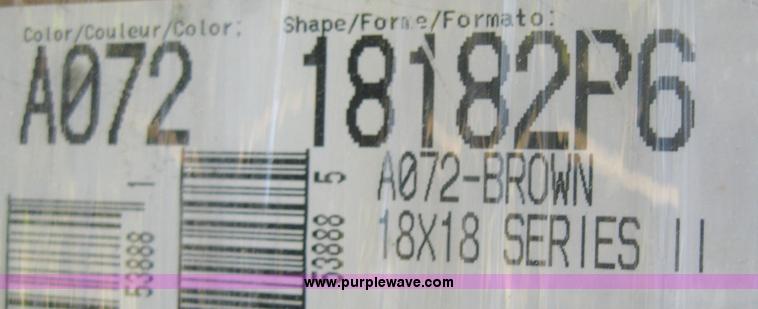 Color/Couleur/Color: Shape/Forme/Formato:
A072 18182P6
A072-BROWN
18X18 SERIES II
1
53888
5
53888
www.purplewave.com